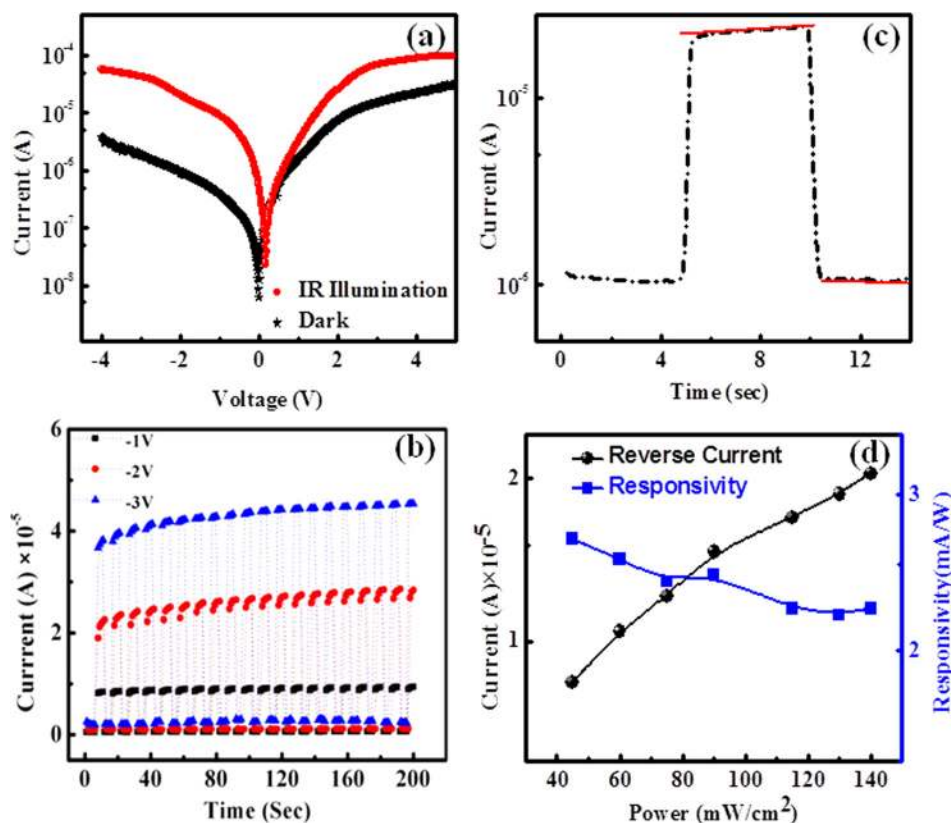 (a)
Current (A)
10⁻⁴
10⁻⁵
10⁻⁶
10⁻⁷
10⁻⁸
IR Illumination
Dark
-4 -2 0 2 4
Voltage (V)
(c)
Current (A)
10⁻⁵
10⁻⁶
0 4 8 12
Time (sec)
(b)
-1V
-2V
-3V
Currrent (A) ×10⁻⁵
6
4
2
0
0 40 80 120 160 200
Time (Sec)
(d)
Reverse Current
Responsivity
Current (A)×10⁻⁵
2
1
3
2
Responsivity(mA/W)
40 60 80 100 120 140
Power (mW/cm²)